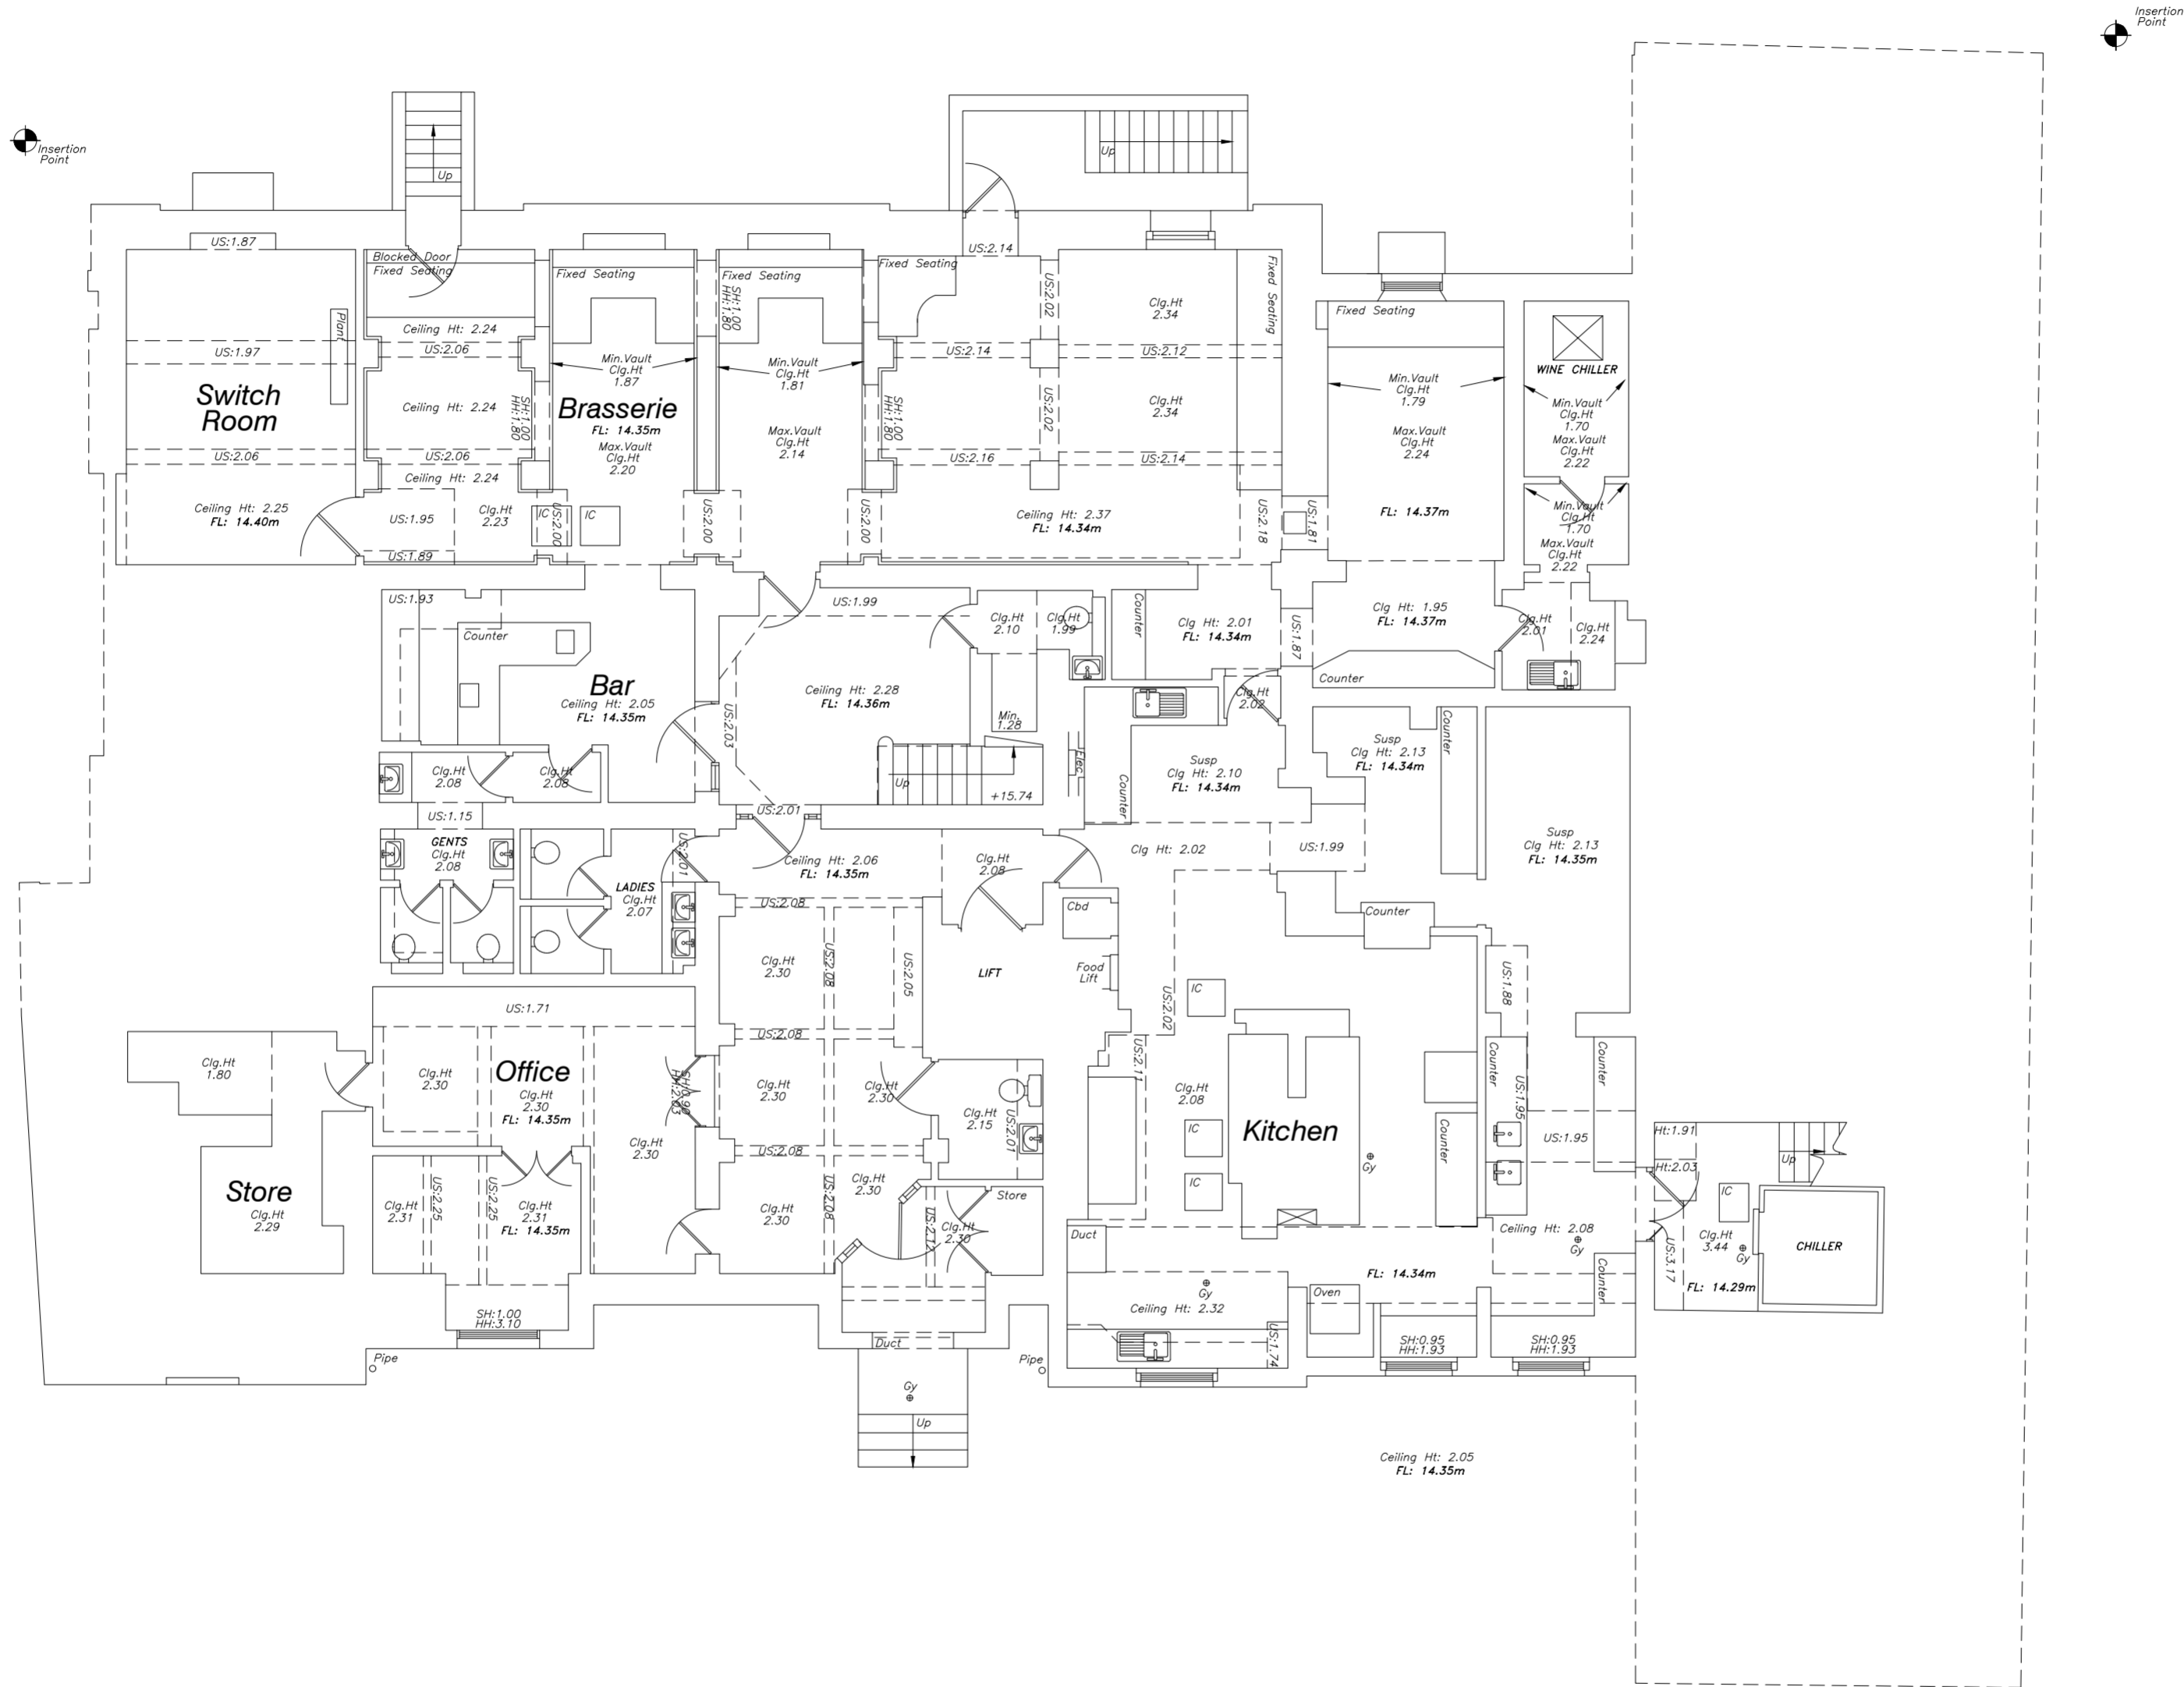 Insertion
Point
Insertion
Point
Up
Up
US:1.87
Blocked Door
Fixed Seating
Fixed Seating
Fixed Seating
SH:1.00
HH:1.80
Fixed Seating
US:2.14
US:2.02
Clg.Ht
2.34
Fixed Seating
Fixed Seating
Plant
Ceiling Ht: 2.24
US:1.97
US:2.06
Min.Vault
Clg.Ht
1.87
Min.Vault
Clg.Ht
1.81
US:2.14
US:2.12
WINE CHILLER
Min.Vault
Clg.Ht
1.79
Switch
Room
Ceiling Ht: 2.24
SH:1.00
HH:1.80
Brasserie
FL: 14.35m
Max.Vault
Clg.Ht
2.20
Max.Vault
Clg.Ht
2.14
SH:1.00
HH:1.80
US:2.02
Clg.Ht
2.34
Max.Vault
Clg.Ht
2.24
Min.Vault
Clg.Ht
1.70
Max.Vault
Clg.Ht
2.22
US:2.06
US:2.06
US:2.16
US:2.14
Ceiling Ht: 2.24
Ceiling Ht: 2.25
FL: 14.40m
US:1.95
Clg.Ht
2.23
IC
US:2.00
IC
US:2.00
US:2.00
Ceiling Ht: 2.37
FL: 14.34m
US:2.18
US:1.81
FL: 14.37m
Min.Vault
Clg.Ht
1.70
Max.Vault
Clg.Ht
2.22
US:1.89
US:1.93
Counter
US:1.99
Clg.Ht
2.10
Clg.Ht
1.99
Counter
Clg Ht: 2.01
FL: 14.34m
US:1.87
Clg Ht: 1.95
FL: 14.37m
Clg.Ht
2.01
Clg.Ht
2.24
Bar
Ceiling Ht: 2.05
FL: 14.35m
US:2.03
Ceiling Ht: 2.28
FL: 14.36m
Min.
1.28
Clg.Ht
2.02
Counter
Elec
Susp
Clg Ht: 2.10
FL: 14.34m
Counter
Susp
Clg Ht: 2.13
FL: 14.34m
Counter
Clg.Ht
2.08
Clg.Ht
2.08
Up
+15.74
US:1.15
US:2.01
GENTS
Clg.Ht
2.08
US:2.01
Ceiling Ht: 2.06
FL: 14.35m
Clg.Ht
2.08
Clg Ht: 2.02
US:1.99
Susp
Clg Ht: 2.13
FL: 14.35m
LADIES
Clg.Ht
2.07
US:2.08
Cbd
Counter
Clg.Ht
2.30
US:2.08
US:2.05
LIFT
Food
Lift
IC
US:2.02
US:1.88
US:1.71
US:2.08
US:2.11
Clg.Ht
1.80
Clg.Ht
2.30
Office
Clg.Ht
2.30
FL: 14.35m
SH:0.90
HH:2.03
Clg.Ht
2.30
Clg.Ht
2.30
Clg.Ht
2.15
US:2.01
Clg.Ht
2.08
Counter
US:1.95
Counter
Clg.Ht
2.30
US:2.08
IC
Kitchen
Gy
Counter
US:1.95
Ht:1.91
Up
Ht:2.03
Store
Clg.Ht
2.29
Clg.Ht
2.31
US:2.25
US:2.25
Clg.Ht
2.31
FL: 14.35m
Clg.Ht
2.30
US:2.08
Clg.Ht
2.30
US:2.12
Clg.Ht
2.30
Store
IC
IC
Duct
Ceiling Ht: 2.08
Gy
US:3.17
Clg.Ht
3.44
Gy
CHILLER
FL: 14.34m
FL: 14.29m
Gy
Oven
Counter
SH:1.00
HH:3.10
Ceiling Ht: 2.32
US:1.74
SH:0.95
HH:1.93
SH:0.95
HH:1.93
Duct
Pipe
Pipe
Gy
Up
Ceiling Ht: 2.05
FL: 14.35m